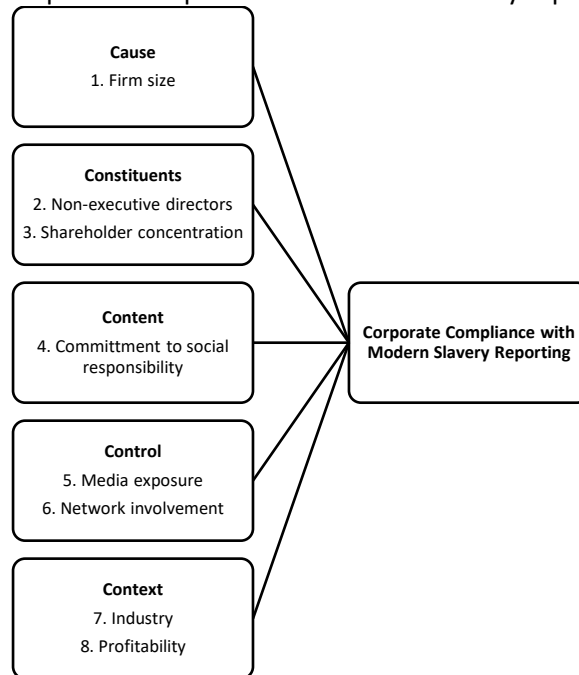 Cause
1. Firm size
Constituents
2. Non-executive directors
3. Shareholder concentration
Content
4. Committment to social
responsibility
Corporate Compliance with
Modern Slavery Reporting
Control
5. Media exposure
6. Network involvement
Context
7. Industry
8. Profitability